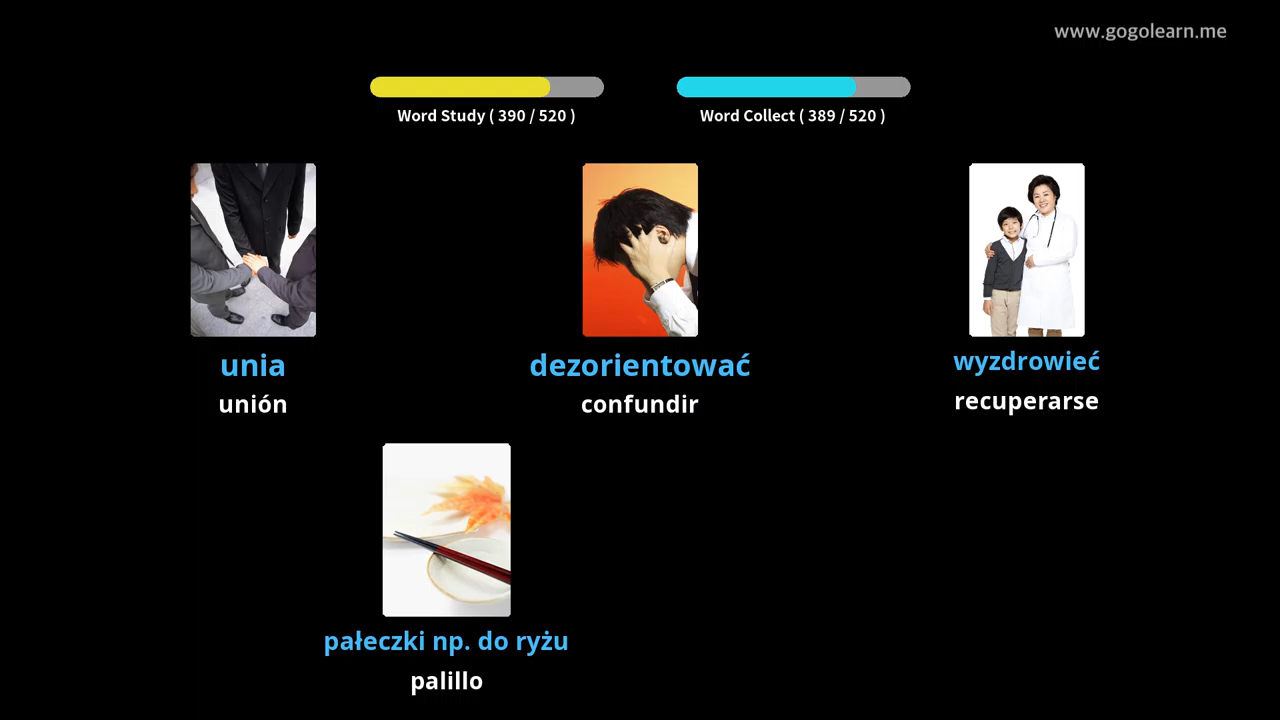 www.gogolearn.me
Word Study ( 390 / 520 )
Word Collect ( 389 / 520 )
unia
unión
dezorientować
confundir
wyzdrowieć
recuperarse
pałeczki np. do ryżu
palillo